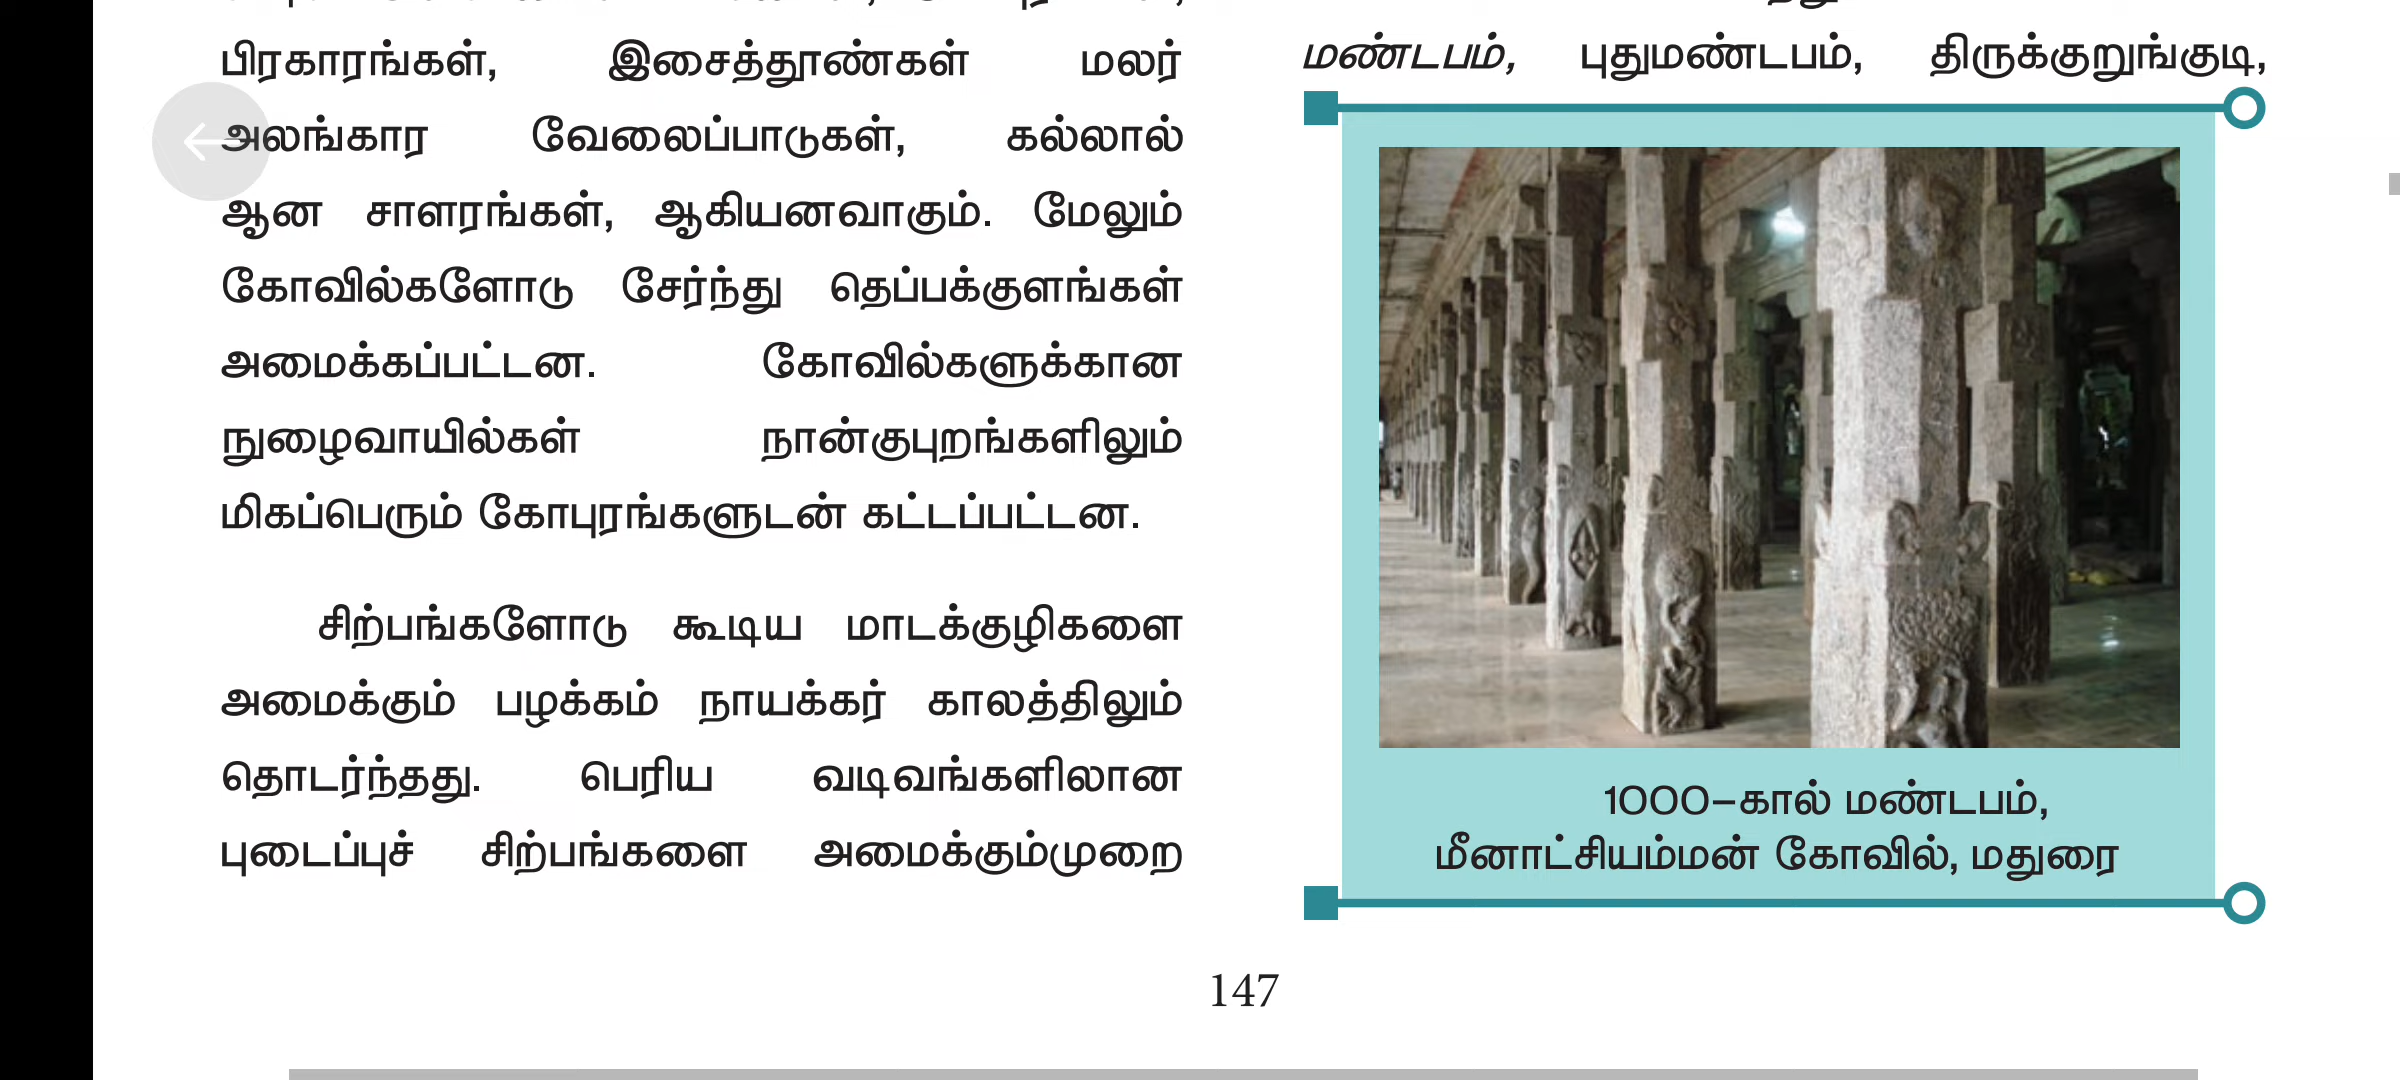 பிரகாரங்கள், இசைத்தூண்கள் மலர்
அலங்கார வேலைப்பாடுகள், கல்லால்
ஆன சாளரங்கள், ஆகியனவாகும். மேலும்
கோவில்களோடு சேர்ந்து தெப்பக்குளங்கள்
அமைக்கப்பட்டன. கோவில்களுக்கான
நுழைவாயில்கள் நான்குபுறங்களிலும்
மிகப்பெரும் கோபுரங்களுடன் கட்டப்பட்டன.
சிற்பங்களோடு கூடிய மாடக்குழிகளை
அமைக்கும் பழக்கம் நாயக்கர் காலத்திலும்
தொடர்ந்தது. பெரிய வடிவங்களிலான
புடைப்புச் சிற்பங்களை அமைக்கும்முறை
மண்டபம், புதுமண்டபம், திருக்குறுங்குடி,
1000–கால் மண்டபம்,
மீனாட்சியம்மன் கோவில், மதுரை
147